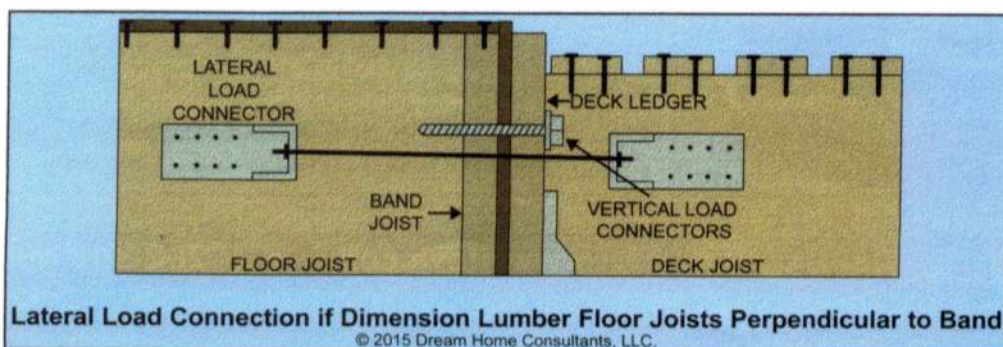 LATERAL
LOAD
CONNECTOR
DECK LEDGER
BAND
JOIST
VERTICAL LOAD
CONNECTORS
FLOOR JOIST
DECK JOIST
Lateral Load Connection if Dimension Lumber Floor Joists Perpendicular to Band
© 2015 Dream Home Consultants, LLC.